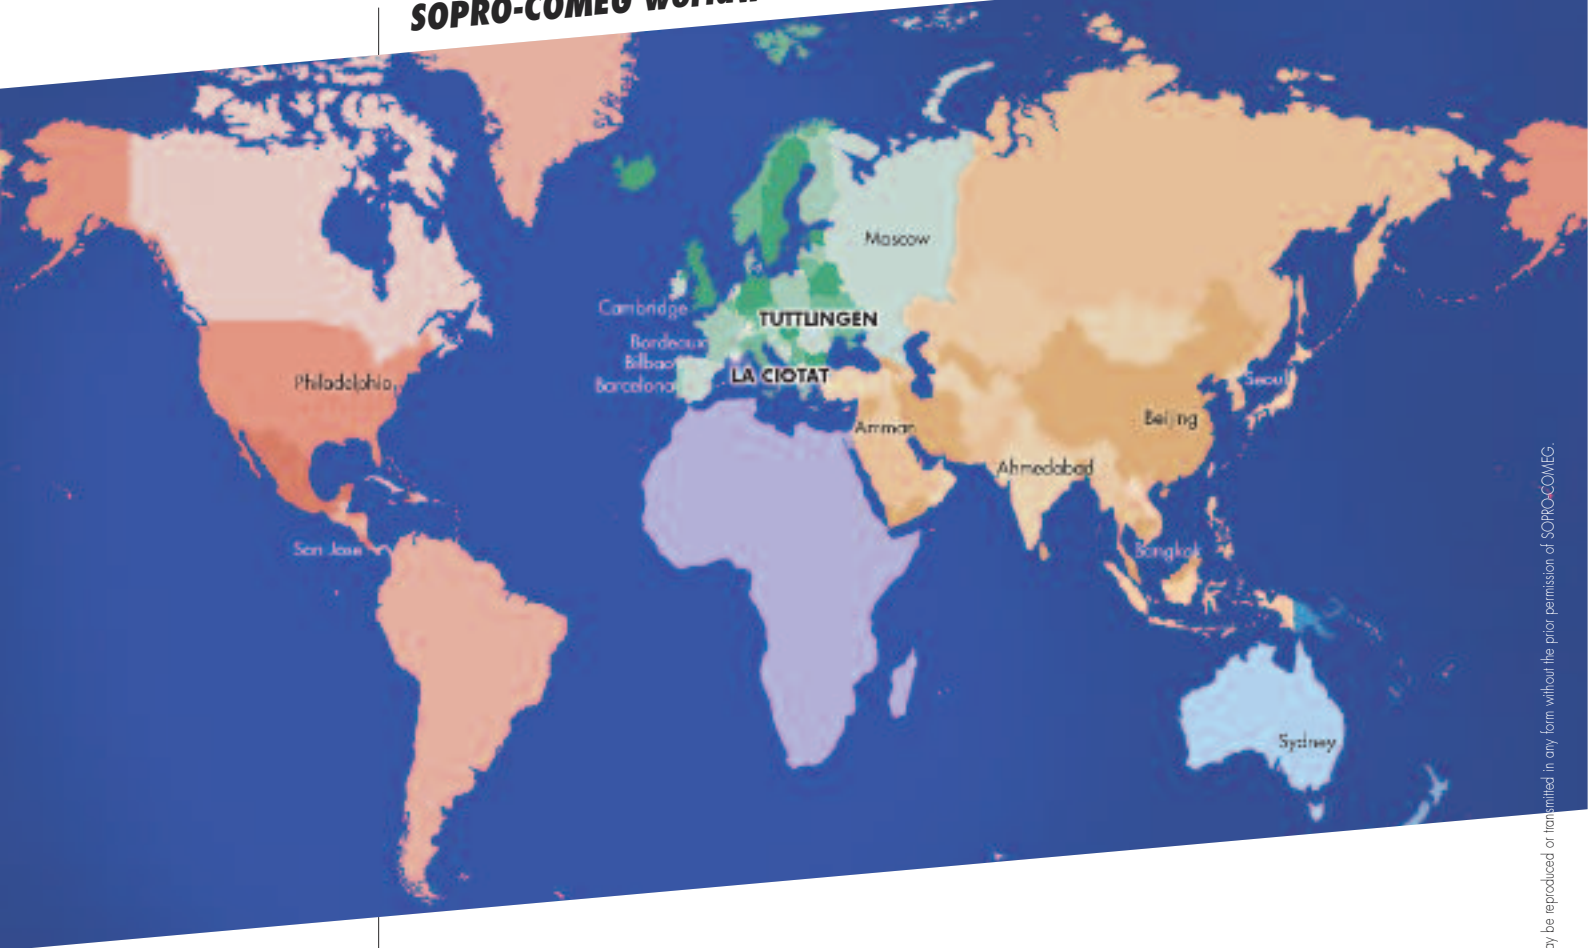 SOPRO-COMEG
Moscow
Cambridge
TUTTLINGEN
Bordeaux
Bilbao
LA CIOTAT
Barcelona
Philadelphia
Seoul
Beijing
Amman
Ahmedabad
San Jose
Bangkok
Sydney
be reproduced or transmitted in any form without the prior permission of SOPRO-COMEG.